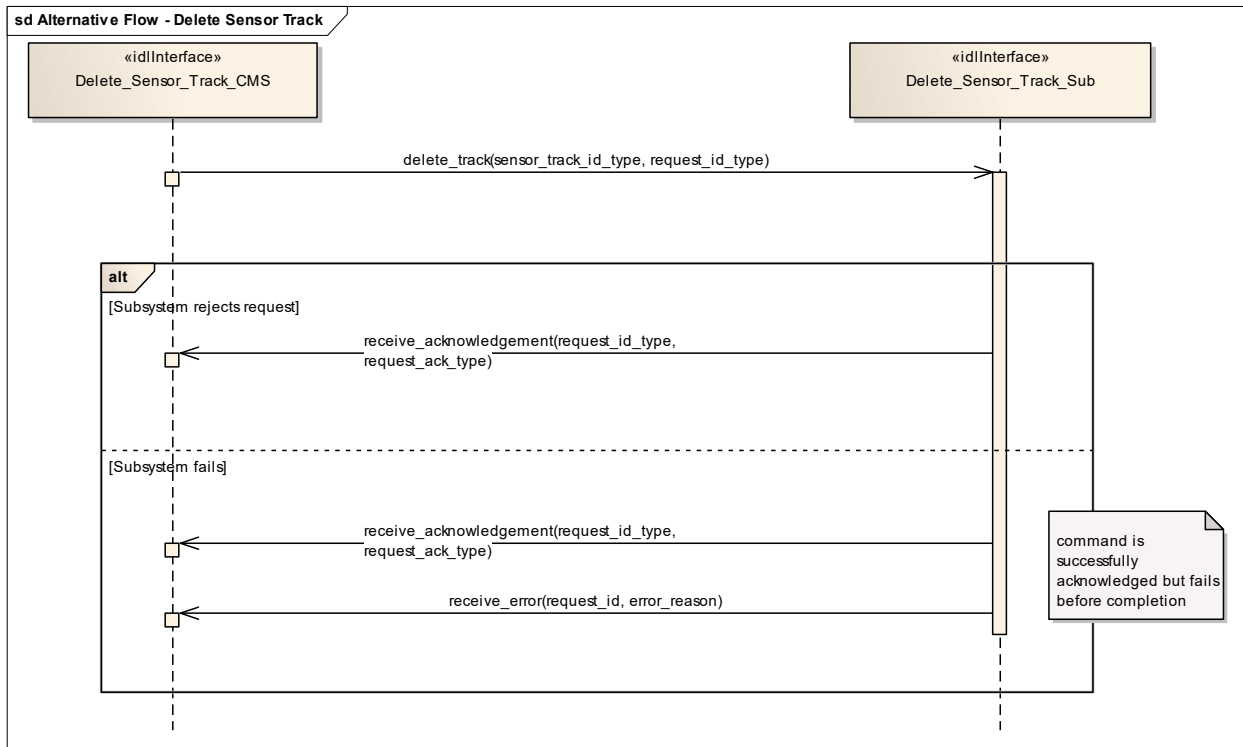 sd Alternative Flow - Delete Sensor Track
«idlInterface»
Delete_Sensor_Track_CMS
«idlInterface»
Delete_Sensor_Track_Sub
delete_track(sensor_track_id_type, request_id_type)
alt
[Subsystem rejects request]
receive_acknowledgement(request_id_type,
request_ack_type)
[Subsystem fails]
receive_acknowledgement(request_id_type,
request_ack_type)
command is
successfully
acknowledged but fails
before completion
receive_error(request_id, error_reason)